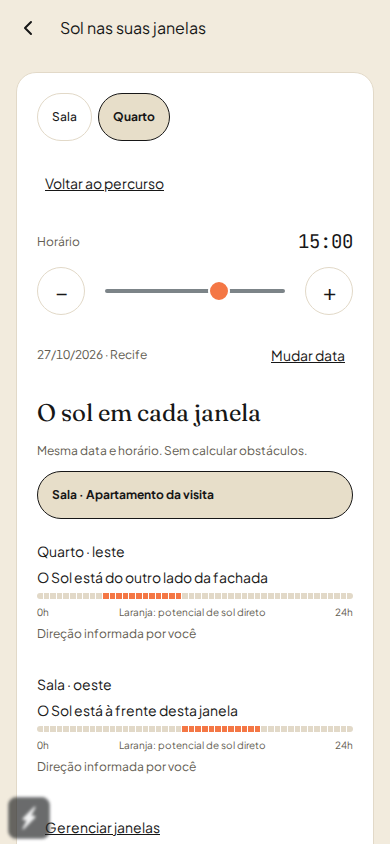 Sol nas suas janelas
Sala
Quarto
Voltar ao percurso
Horário
15:00
−
+
27/10/2026 · Recife
Mudar data
O sol em cada janela
Mesma data e horário. Sem calcular obstáculos.
Sala · Apartamento da visita
Quarto · leste
O Sol está do outro lado da fachada
0h
Laranja: potencial de sol direto
24h
Direção informada por você
Sala · oeste
O Sol está à frente desta janela
0h
Laranja: potencial de sol direto
24h
Direção informada por você
Gerenciar janelas